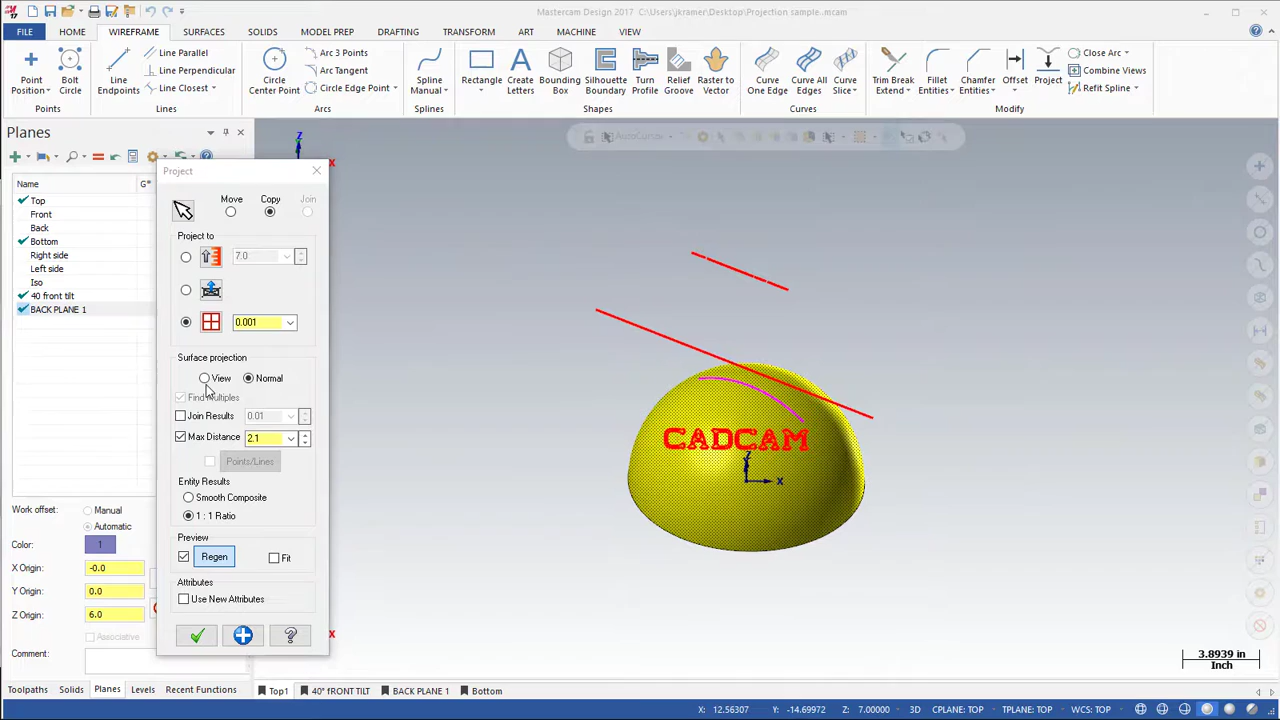 Mastercam Design 2017 C:\Users\jkramer\Desktop\Projection sample..mcam
FILE HOME WIREFRAME SURFACES SOLIDS MODEL PREP DRAFTING TRANSFORM ART MACHINE VIEW
Point Position
Bolt Circle
Points
Line Endpoints
Line Parallel
Line Perpendicular
Line Closest
Lines
Circle Center Point
Arc 3 Points
Arc Tangent
Circle Edge Point
Arcs
Spline Manual
Splines
Rectangle
Create Letters
Bounding Box
Silhouette Boundary
Turn Profile
Relief Groove
Raster to Vector
Shapes
Curve One Edge
Curve All Edges
Curve Slice
Curves
Trim Break Extend
Fillet Entities
Chamfer Entities
Offset
Project
Close Arc
Combine Views
Refit Spline
Modify
Planes
Name G*
Top
Front
Back
Bottom
Right side
Left side
Iso
40 front tilt
BACK PLANE 1
Work offset: Manual
Automatic
Color: 1
X Origin: -0.0
Y Origin: 0.0
Z Origin: 6.0
Associative
Comment:
Toolpaths Solids Planes Levels Recent Functions
Project
Move Copy Join
Project to
7.0
0.001
Surface projection
View Normal
Find Multiples
Join Results 0.01
Max Distance 2.1
Points/Lines
Entity Results
Smooth Composite
1 : 1 Ratio
Preview
Regen Fit
Attributes
Use New Attributes
Z
X
X
AutoCursor
CADCAM
Y
X
3.8939 in
Inch
Top1 40° fRONT TILT BACK PLANE 1 Bottom
X: 12.56307 Y: -14.69972 Z: 7.00000 3D CPLANE: TOP TPLANE: TOP WCS: TOP